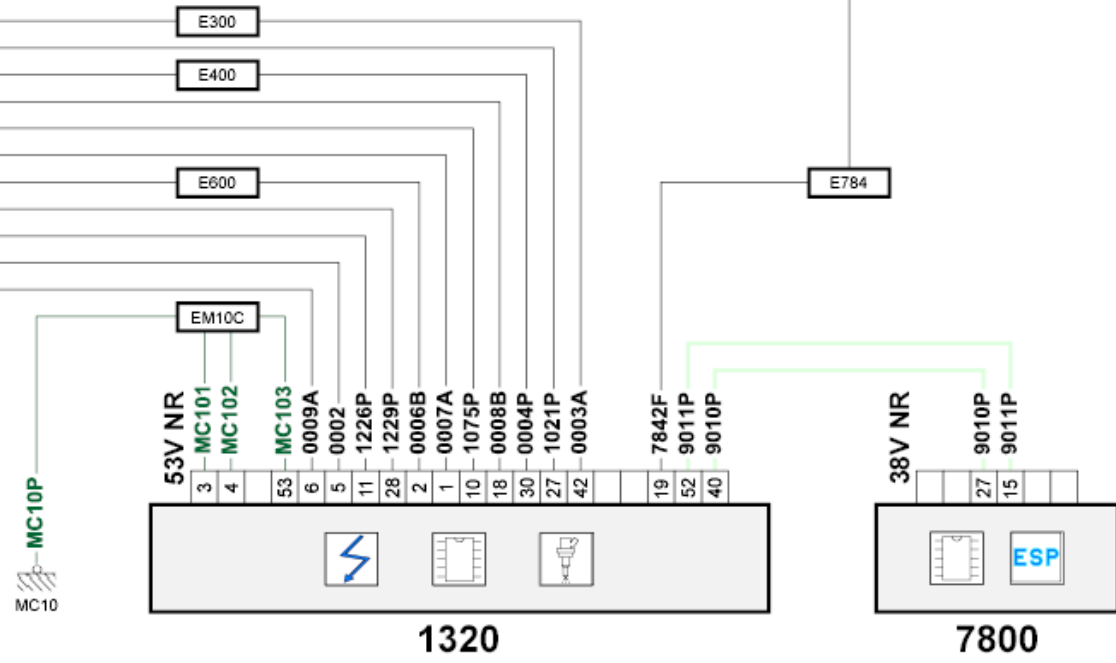 E300
E400
E600
E784
EM10C
53V NR
MC101
MC102
MC103
0009A
0002
1226P
1229P
0006B
0007A
1075P
0008B
0004P
1021P
0003A
7842F
9011P
9010P
38V NR
9010P
9011P
3
4
53
6
5
11
28
2
1
10
18
30
27
42
19
52
40
27
15
MC10P
MC10
ESP
1320
7800